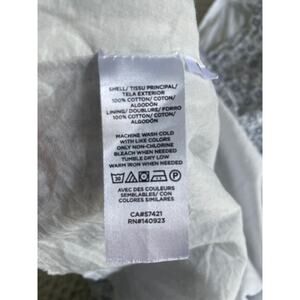 SHELL/ TISSU PRINCIPAL/
TELA EXTERIOR
100% COTTON/ COTON/
ALGODÓN
LINING/ DOUBLURE/ FORRO
100% COTTON/ COTON/
ALGODÓN
MACHINE WASH COLD
WITH LIKE COLORS
ONLY NON-CHLORINE
BLEACH WHEN NEEDED
TUMBLE DRY LOW
WARM IRON IF NEEDED
30 P
AVEC DES COULEURS
SEMBLABLES/ CON
COLORES SIMILARES
CA#57421
RN#140923